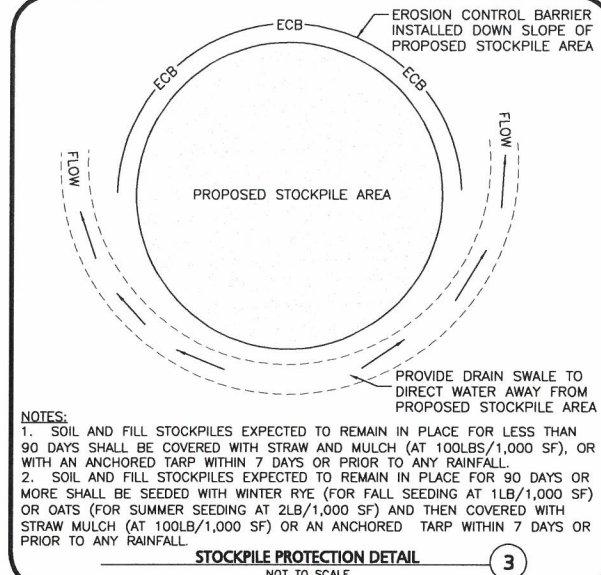 EROSION CONTROL BARRIER
INSTALLED DOWN SLOPE OF
PROPOSED STOCKPILE AREA
ECB
ECB
ECB
FLOW
FLOW
PROPOSED STOCKPILE AREA
PROVIDE DRAIN SWALE TO
DIRECT WATER AWAY FROM
PROPOSED STOCKPILE AREA
NOTES:
1. SOIL AND FILL STOCKPILES EXPECTED TO REMAIN IN PLACE FOR LESS THAN
90 DAYS SHALL BE COVERED WITH STRAW AND MULCH (AT 100LBS/1,000 SF), OR
WITH AN ANCHORED TARP WITHIN 7 DAYS OR PRIOR TO ANY RAINFALL.
2. SOIL AND FILL STOCKPILES EXPECTED TO REMAIN IN PLACE FOR 90 DAYS OR
MORE SHALL BE SEEDED WITH WINTER RYE (FOR FALL SEEDING AT 1LB/1,000 SF)
OR OATS (FOR SUMMER SEEDING AT 2LB/1,000 SF) AND THEN COVERED WITH
STRAW MULCH (AT 100LB/1,000 SF) OR AN ANCHORED TARP WITHIN 7 DAYS OR
PRIOR TO ANY RAINFALL.
STOCKPILE PROTECTION DETAIL
3
NOT TO SCALE